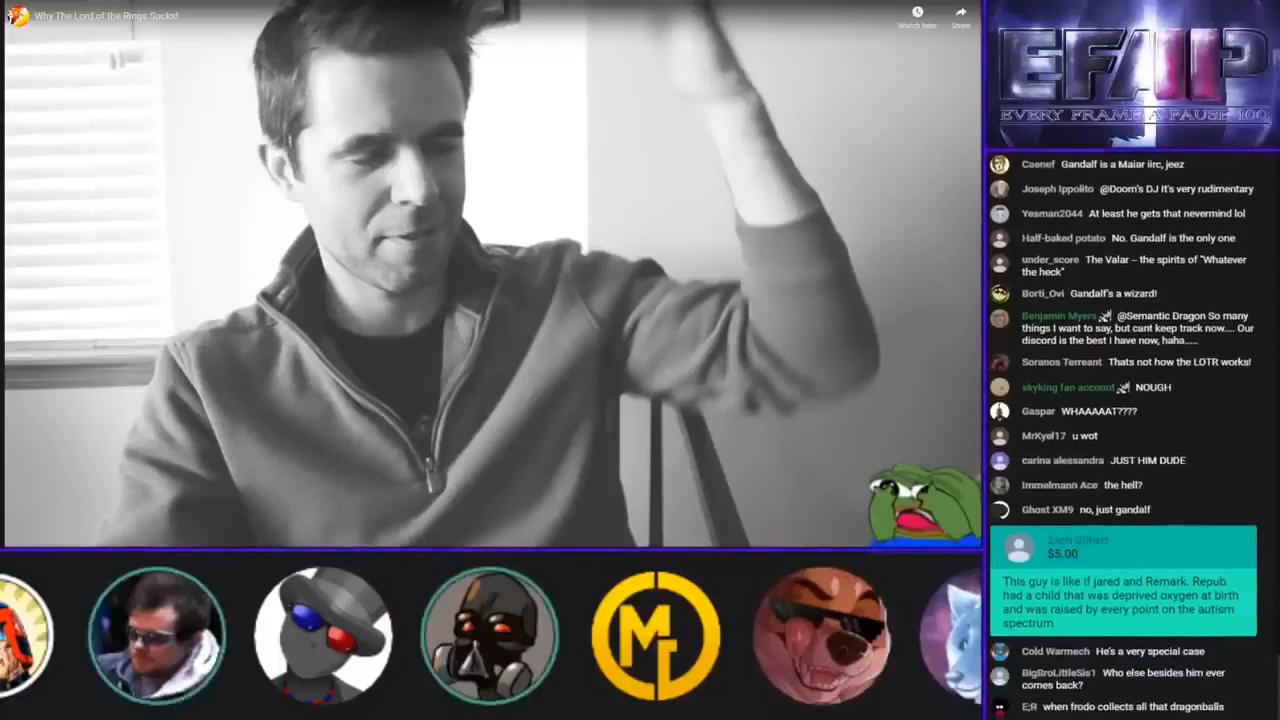 Why The Lord of the Rings Sucks!
Watch later
Share
EFAP
EVERY FRAME A PAUSE 100
Caenef Gandalf is a Maiar iirc, jeez
Joseph Ippolito @Doom's DJ It's very rudimentary
Yesman2044 At least he gets that nevermind lol
Half-baked potato No. Gandalf is the only one
under_score The Valar – the spirits of "Whatever
the heck"
Borti_Ovi Gandalf's a wizard!
Benjamin Myers @Semantic Dragon So many
things I want to say, but cant keep track now.... Our
discord is the best I have now, haha.....
Soranos Terreant Thats not how the LOTR works!
skyking fan account NOUGH
Gaspar WHAAAAAT????
MrKyel17 u wot
carina alessandra JUST HIM DUDE
Immelmann Ace the hell?
Ghost XM9 no, just gandalf
Zach Gilbert
$5.00
This guy is like if jared and Remark. Repub.
had a child that was deprived oxygen at birth
and was raised by every point on the autism
spectrum
Cold Warmech He's a very special case
BigBroLittleSis1 Who else besides him ever
comes back?
E;R when frodo collects all that dragonballs